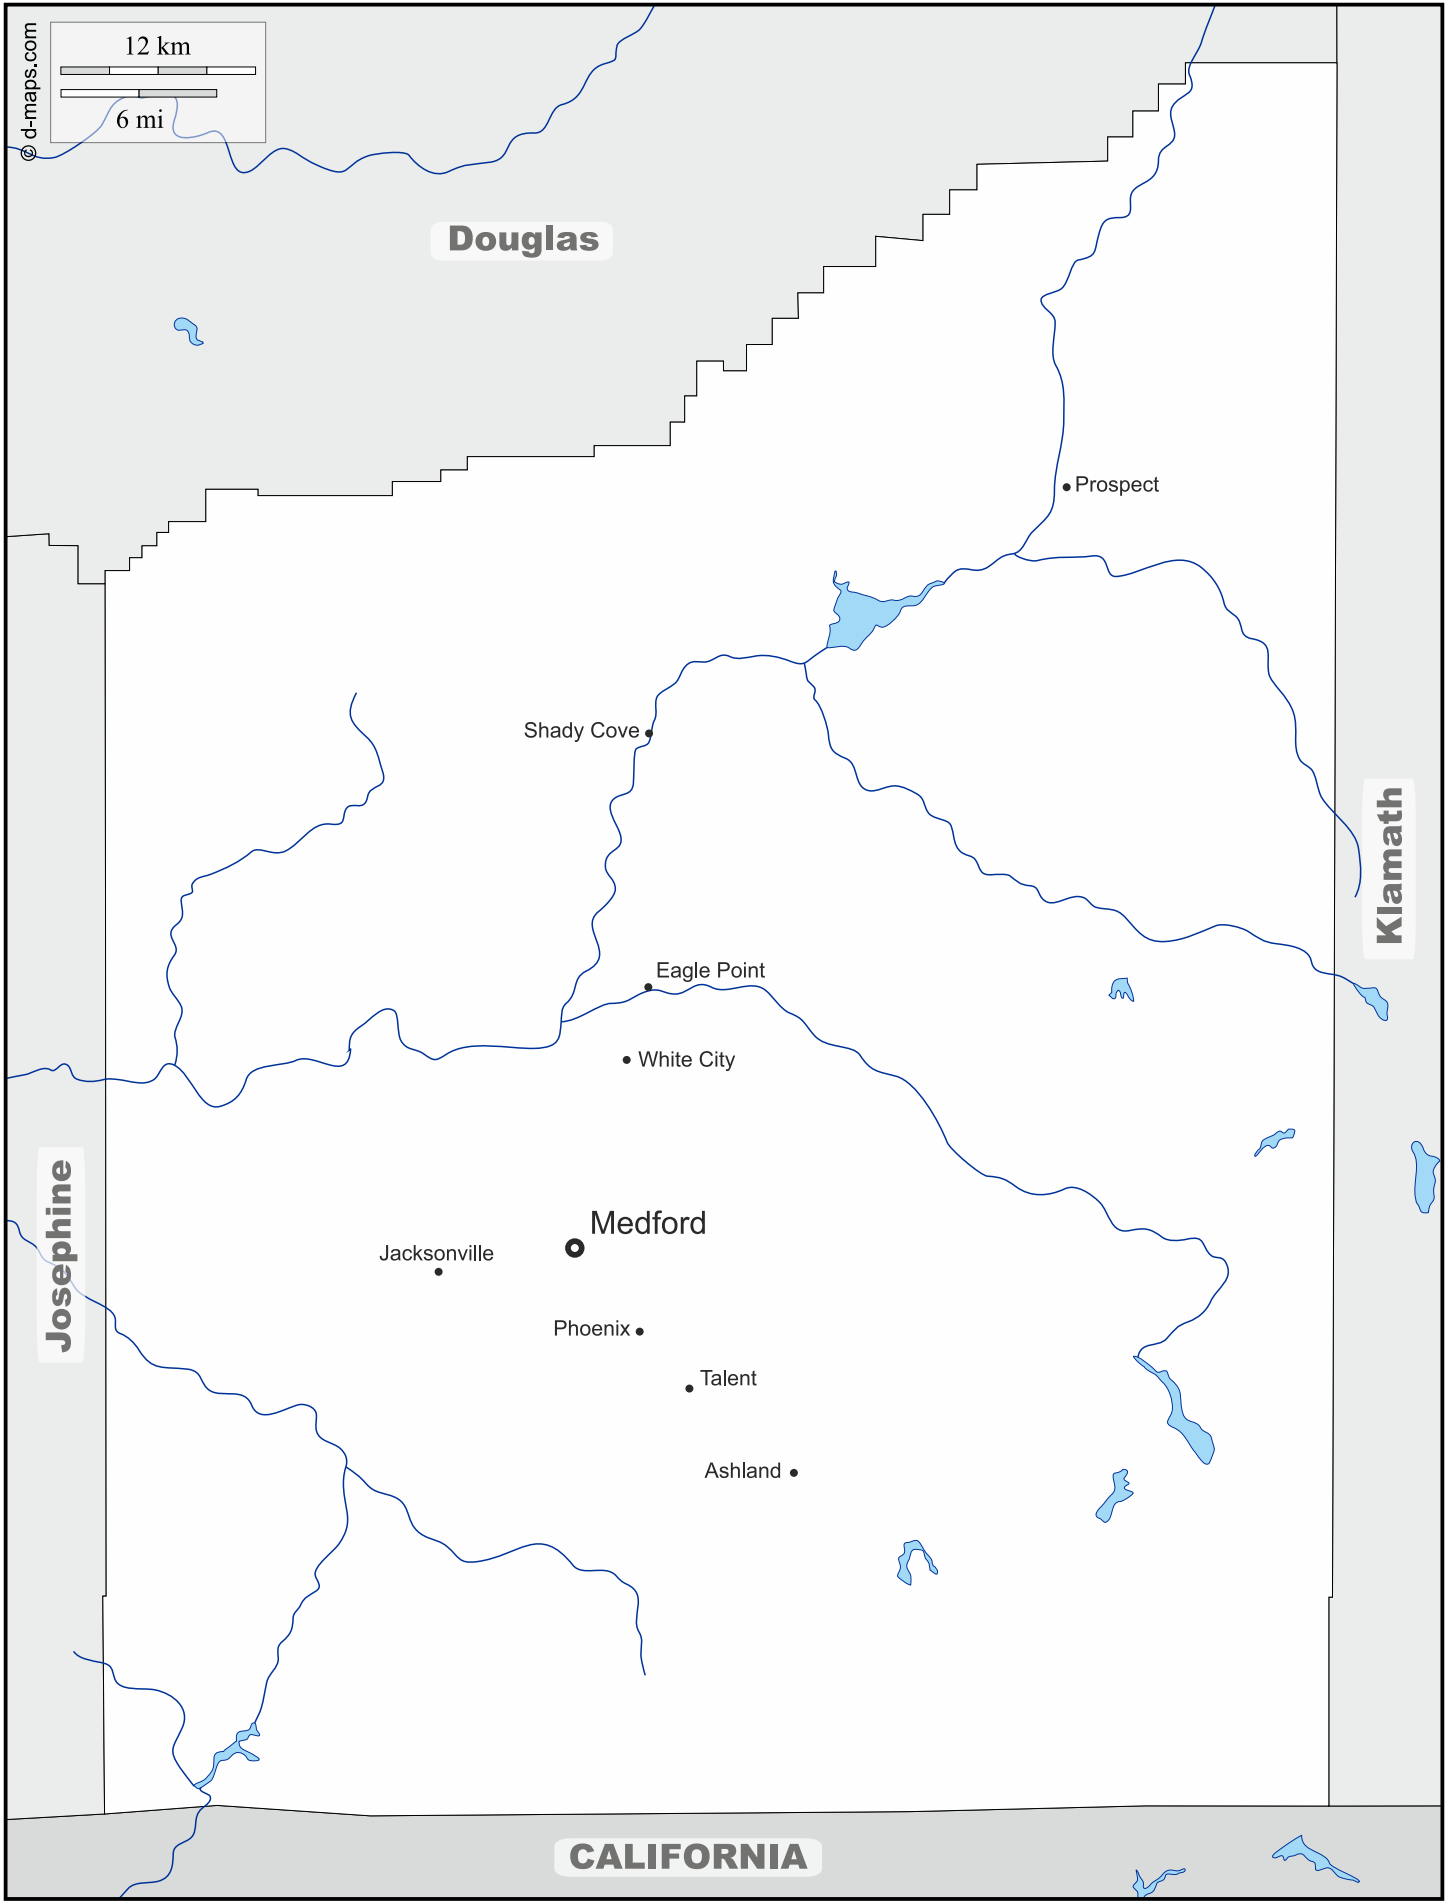 © d-maps.com
12 km
6 mi
Douglas
Prospect
Shady Cove
Klamath
Eagle Point
White City
Josephine
Medford
Jacksonville
Phoenix
Talent
Ashland
CALIFORNIA